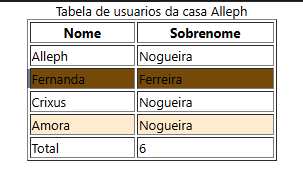 Tabela de usuarios da casa Alleph
Nome Sobrenome
Alleph Nogueira
Fernanda Ferreira
Crixus Nogueira
Amora Nogueira
Total 6